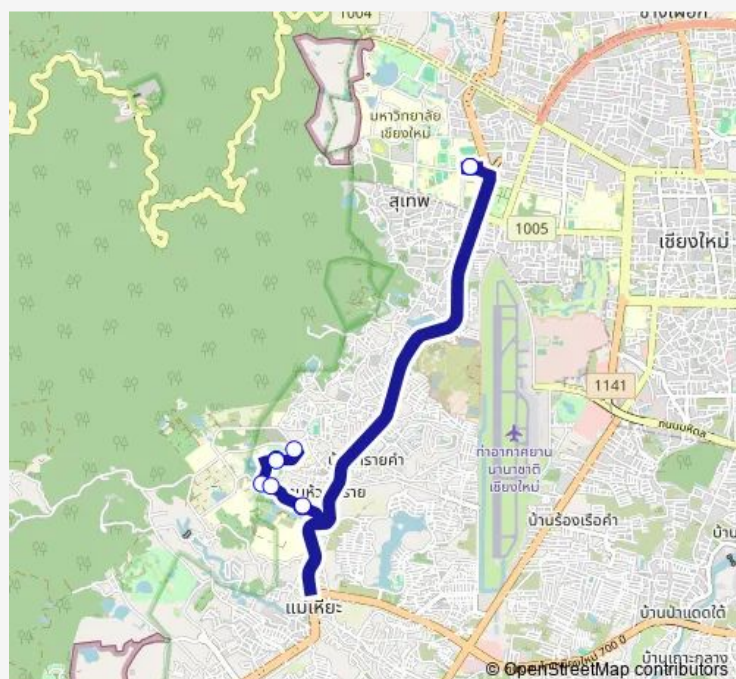 1004
ช้างเผือก
มหาวิทยาลัย
เชียงใหม่
สุเทพ
1005
เชียงใหม่
1141
ถนนมหิดล
ท่าอากาศยาน
นานาชาติ
เชียงใหม่
บ้านร้องเรือคำ
แม่เหียะ
บ้านป่าแดดใต้
บ้านเกาะกลาง
© OpenStreetMap contributors